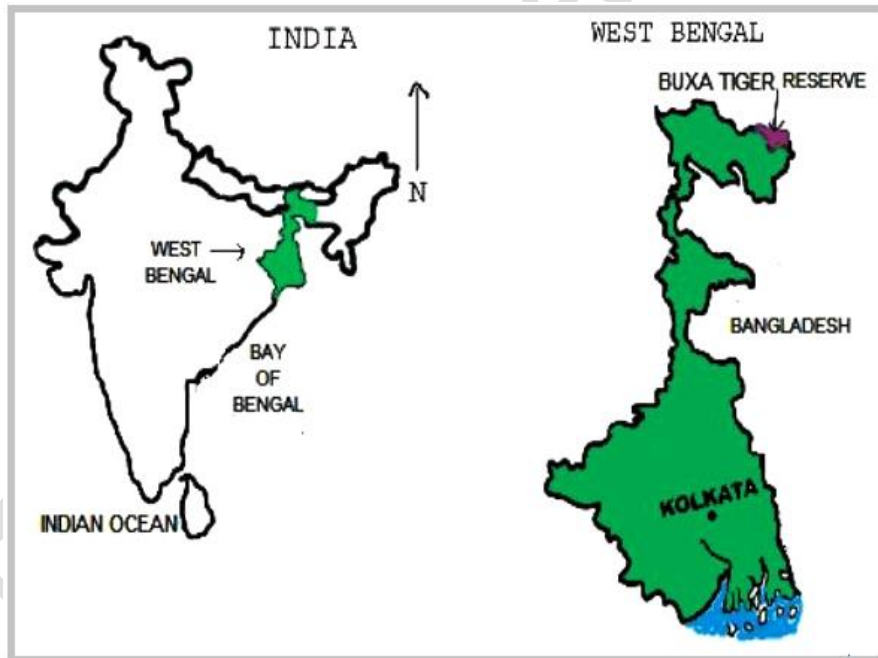 INDIA
N
WEST
BENGAL
BAY
OF
BENGAL
INDIAN OCEAN
WEST BENGAL
BUXA TIGER RESERVE
BANGLADESH
KOLKATA